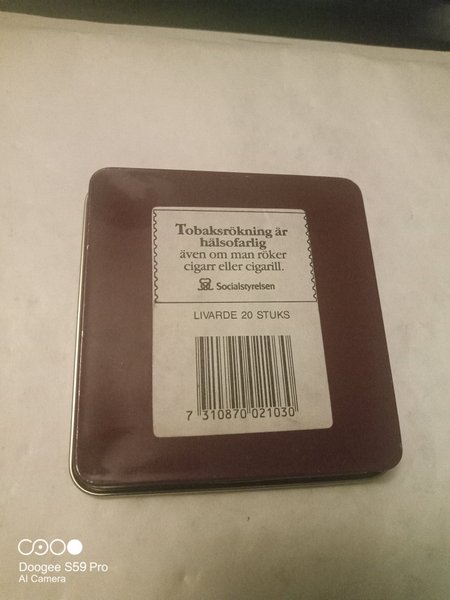 Tobaksrökning är
hälsofarlig
även om man röker
cigarr eller cigarill.
Socialstyrelsen
LIVARDE 20 STUKS
7 310870 021030
Doogee S59 Pro
AI Camera